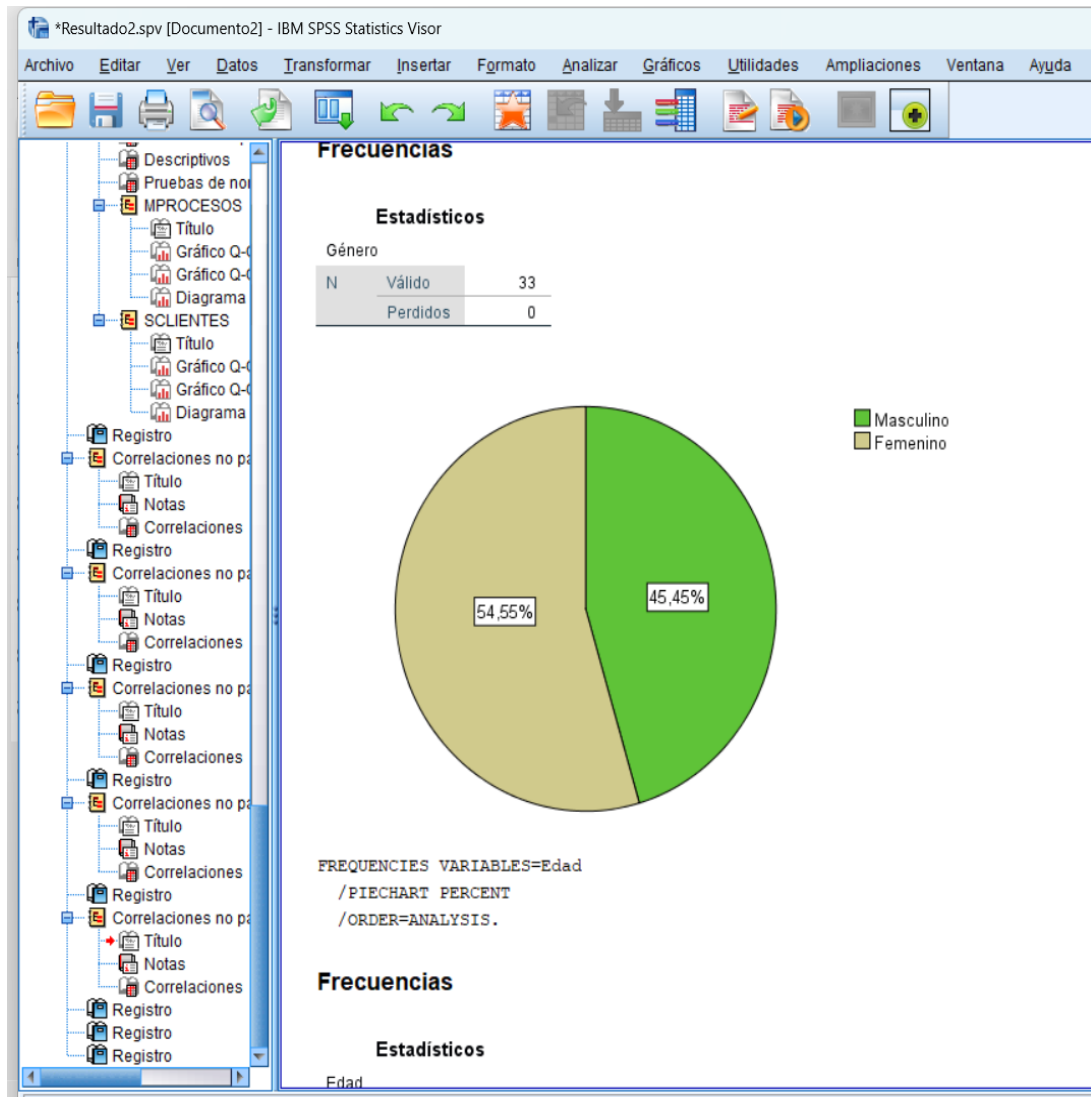 *Resultado2.spv [Documento2] - IBM SPSS Statistics Visor
Archivo Editar Ver Datos Transformar Insertar Formato Analizar Gráficos Utilidades Ampliaciones Ventana Ayuda
Descriptivos
Pruebas de nor
MPROCESOS
Título
Gráfico Q-Q
Gráfico Q-Q
Diagrama
SCLIENTES
Título
Gráfico Q-Q
Gráfico Q-Q
Diagrama
Registro
Correlaciones no pa
Título
Notas
Correlaciones
Registro
Correlaciones no pa
Título
Notas
Correlaciones
Registro
Correlaciones no pa
Título
Notas
Correlaciones
Registro
Correlaciones no pa
Título
Notas
Correlaciones
Registro
Correlaciones no pa
Título
Notas
Correlaciones
Registro
Registro
Registro
Frecuencias
Estadísticos
Género
N Válido 33
Perdidos 0
Masculino
Femenino
54,55%
45,45%
FREQUENCIES VARIABLES=Edad
/PIECHART PERCENT
/ORDER=ANALYSIS.
Frecuencias
Estadísticos
Edad